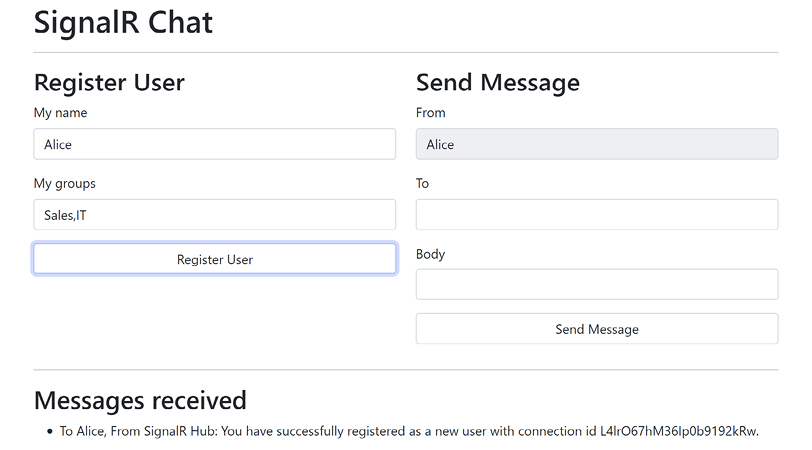 SignalR Chat
Register User
My name
Alice
My groups
Sales,IT
Register User
Send Message
From
Alice
To
Body
Send Message
Messages received
To Alice, From SignalR Hub: You have successfully registered as a new user with connection id L4lrO67hM36lp0b9192kRw.